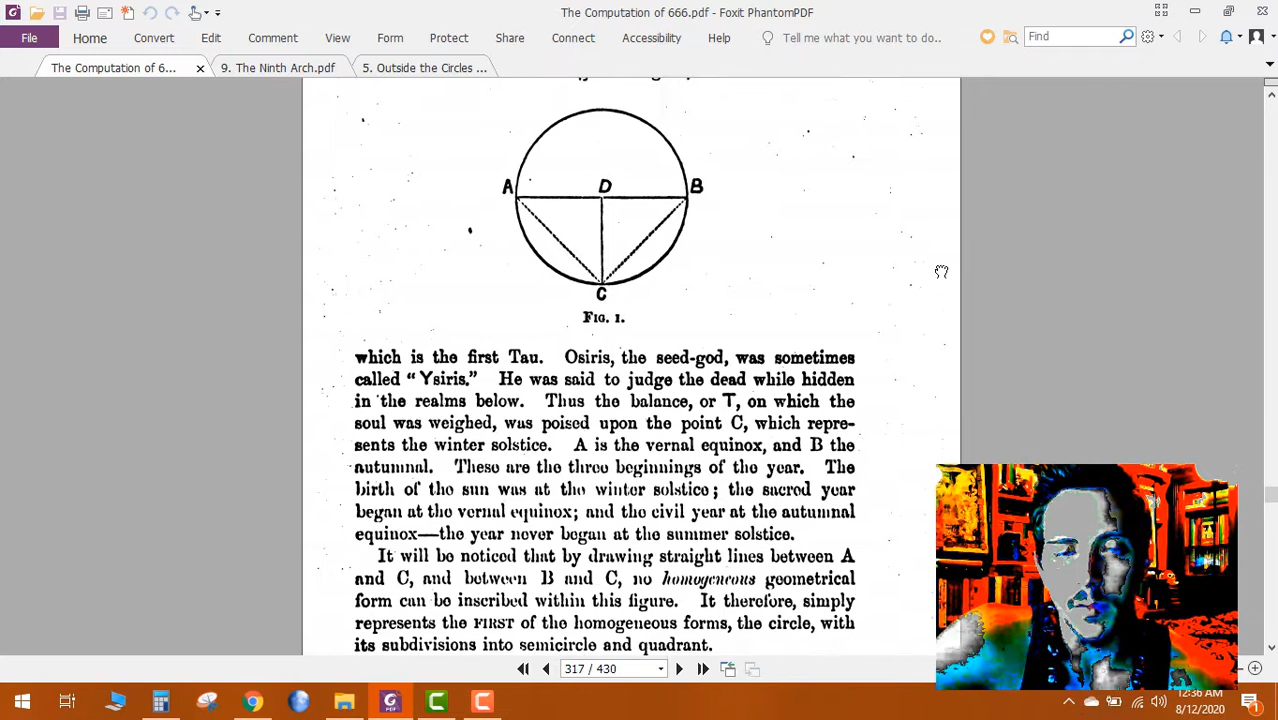 The Computation of 666.pdf - Foxit PhantomPDF
File Home Convert Edit Comment View Form Protect Share Connect Accessibility Help Tell me what you want to do.. Find
The Computation of 6... 9. The Ninth Arch.pdf 5. Outside the Circles ...
A D B
C
FIG. 1.
which is the first Tau. Osiris, the seed-god, was sometimes
called "Ysiris." He was said to judge the dead while hidden
in the realms below. Thus the balance, or T, on which the
soul was weighed, was poised upon the point C, which repre-
sents the winter solstice. A is the vernal equinox, and B the
autumnal. These are the three beginnings of the year. The
birth of the sun was at the winter solstice; the sacred year
began at the vernal equinox; and the civil year at the autumnal
equinox—the year never began at the summer solstice.
It will be noticed that by drawing straight lines between A
and C, and between B and C, no homogeneous geometrical
form can be inscribed within this figure. It therefore, simply
represents the FIRST of the homogeneous forms, the circle, with
its subdivisions into semicircle and quadrant.
317 / 430
12:36 AM
8/12/2020